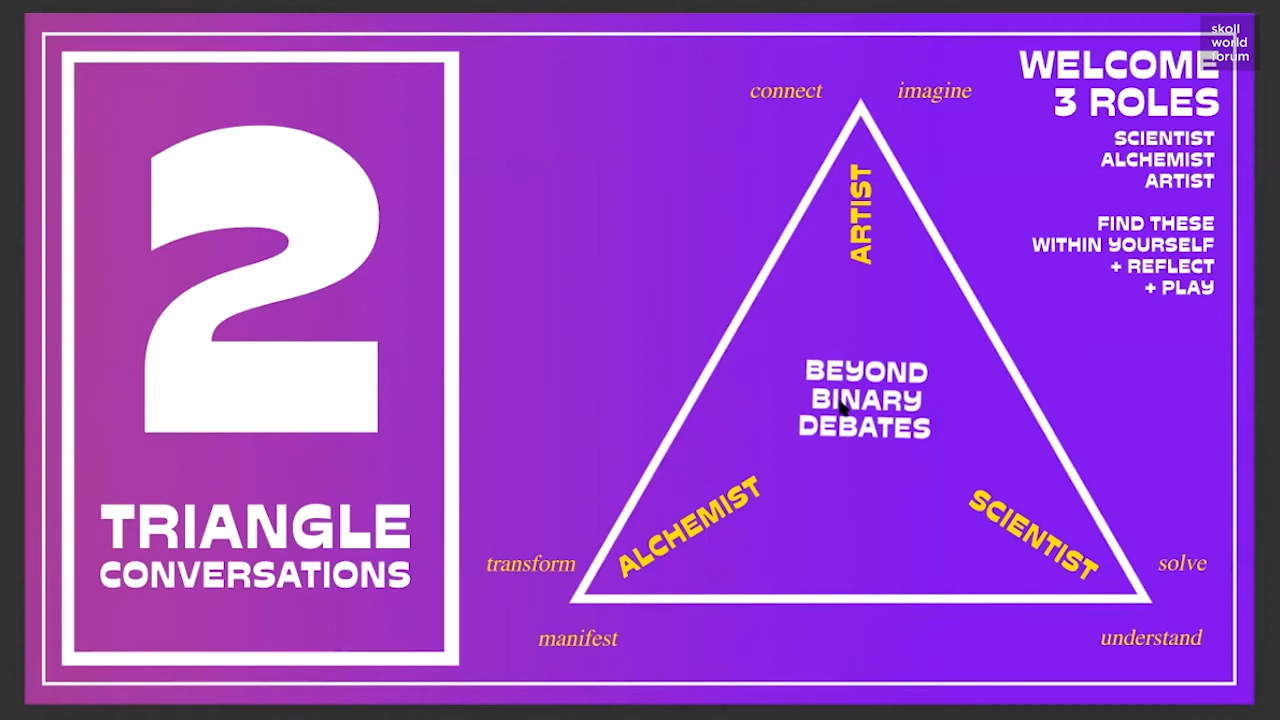 2
TRIANGLE
CONVERSATIONS
connect
imagine
ARTIST
BEYOND
BINARY
DEBATES
ALCHEMIST
SCIENTIST
transform
manifest
solve
understand
skoll
world
forum
WELCOME
3 ROLES
SCIENTIST
ALCHEMIST
ARTIST
FIND THESE
WITHIN YOURSELF
+ REFLECT
+ PLAY